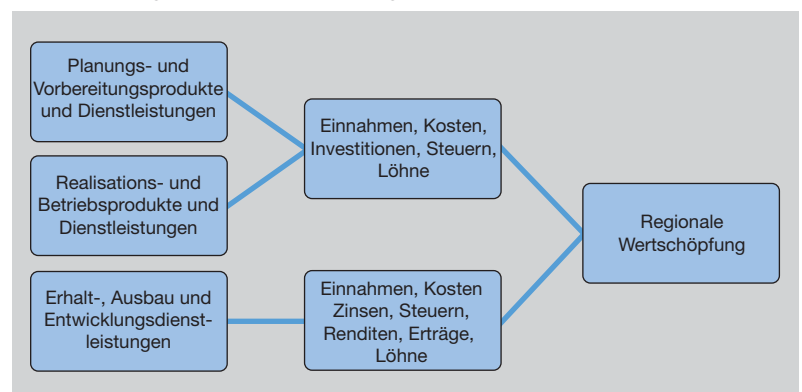 Planungs- und
Vorbereitungsprodukte
und Dienstleistungen
Realisations- und
Betriebsprodukte und
Dienstleistungen
Erhalt-, Ausbau und
Entwicklungsdienst-
leistungen
Einnahmen, Kosten,
Investitionen, Steuern,
Löhne
Einnahmen, Kosten
Zinsen, Steuern,
Renditen, Erträge,
Löhne
Regionale
Wertschöpfung